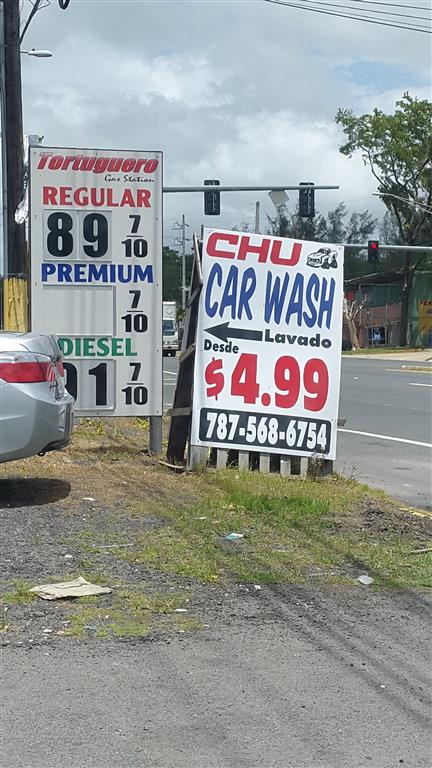 Tortuguero
Gas Station
REGULAR
89 7/10
PREMIUM
7/10
DIESEL
91 7/10
CHU
CAR WASH
Lavado
Desde
$4.99
787-568-6754